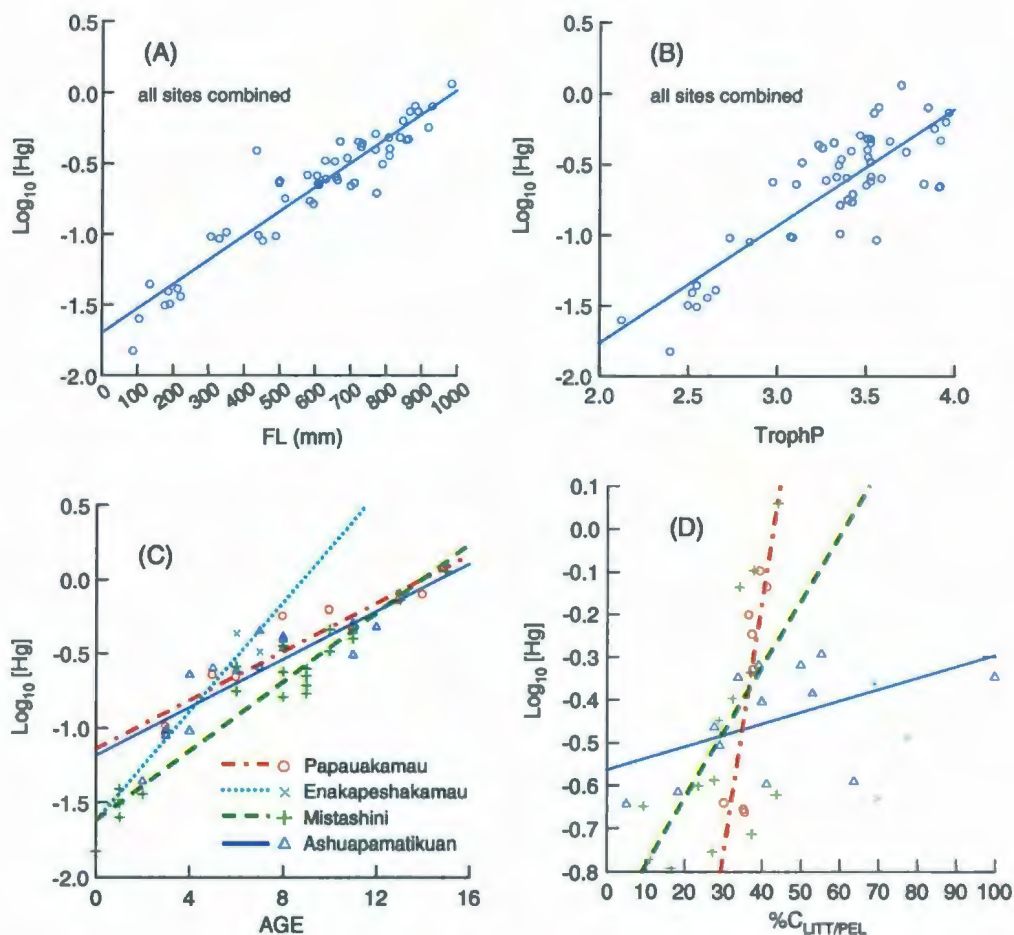 (A)
all sites combined
Log10 [Hg]
0.5
0.0
-0.5
-1.0
-1.5
-2.0
0 100 200 300 400 500 600 700 800 900 1000
FL (mm)
(B)
all sites combined
Log10 [Hg]
0.5
0.0
-0.5
-1.0
-1.5
-2.0
2.0 2.5 3.0 3.5 4.0
TrophP
(C)
Log10 [Hg]
0.5
0.0
-0.5
-1.0
-1.5
-2.0
Papauakamau
Enakapeshakamau
Mistashini
Ashuapamatikuan
0 4 8 12 16
AGE
(D)
Log10 [Hg]
0.1
0.0
-0.1
-0.2
-0.3
-0.4
-0.5
-0.6
-0.7
-0.8
0 10 20 30 40 50 60 70 80 90 100
%CLITT/PEL